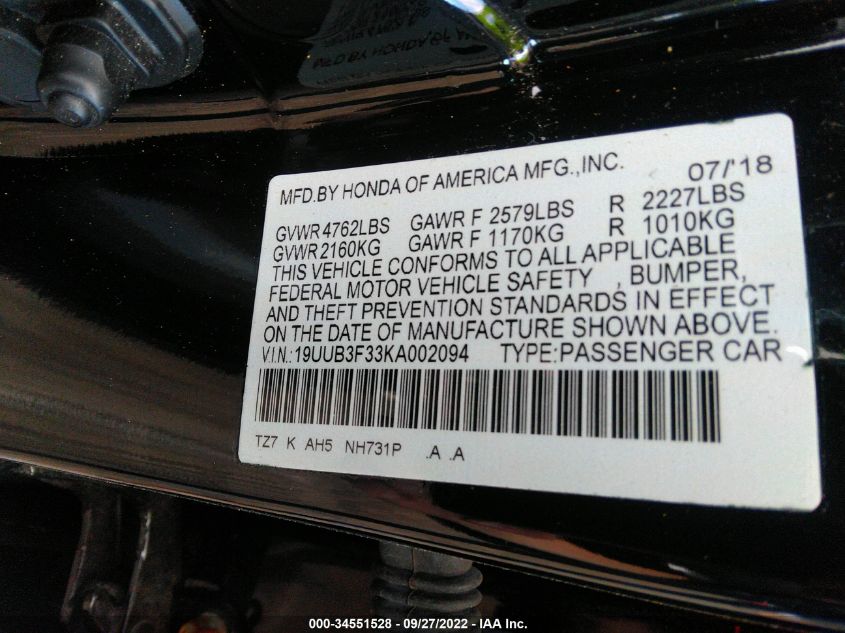 MFD.BY HONDA OF AMERICA MFG.,INC. 07/'18
GVWR 4762LBS GAWR F 2579LBS R 2227LBS
GVWR 2160KG GAWR F 1170KG R 1010KG
THIS VEHICLE CONFORMS TO ALL APPLICABLE
FEDERAL MOTOR VEHICLE SAFETY , BUMPER,
AND THEFT PREVENTION STANDARDS IN EFFECT
ON THE DATE OF MANUFACTURE SHOWN ABOVE.
V.I.N.:19UUB3F33KA002094 TYPE:PASSENGER CAR
TZ7 K AH5 NH731P .A .A
000-34551528 - 09/27/2022 - IAA Inc.